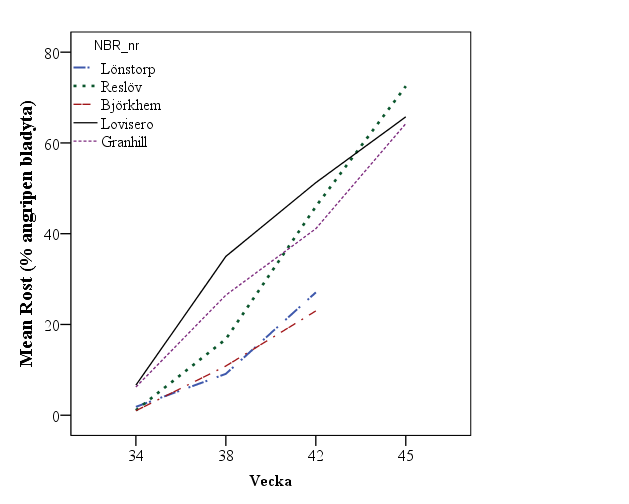 NBR_nr
Lönstorp
Reslöv
Björkhem
Lovisero
Granhill
Mean Rost (% angripen bladyta)
80
60
40
20
0
34 38 42 45
Vecka